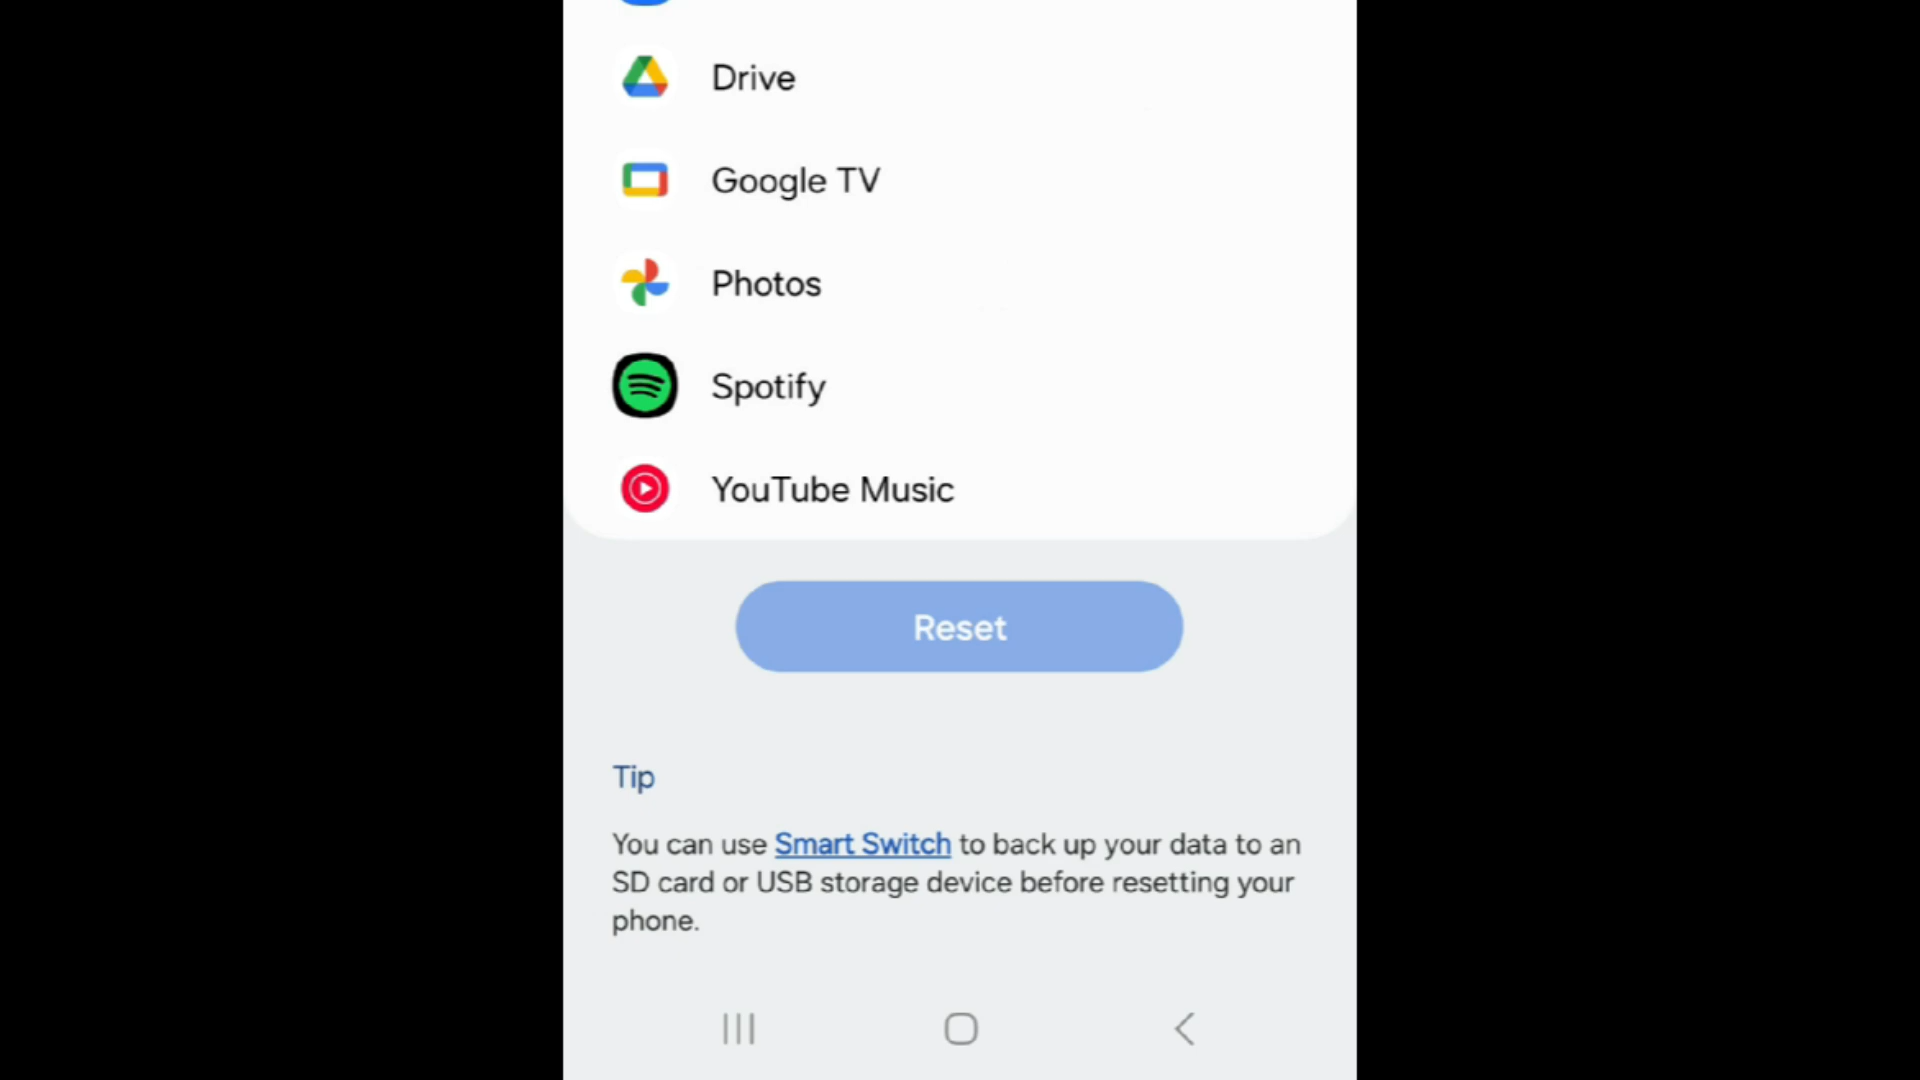 Drive
Google TV
Photos
Spotify
YouTube Music
Reset
Tip
You can use Smart Switch to back up your data to an
SD card or USB storage device before resetting your
phone.